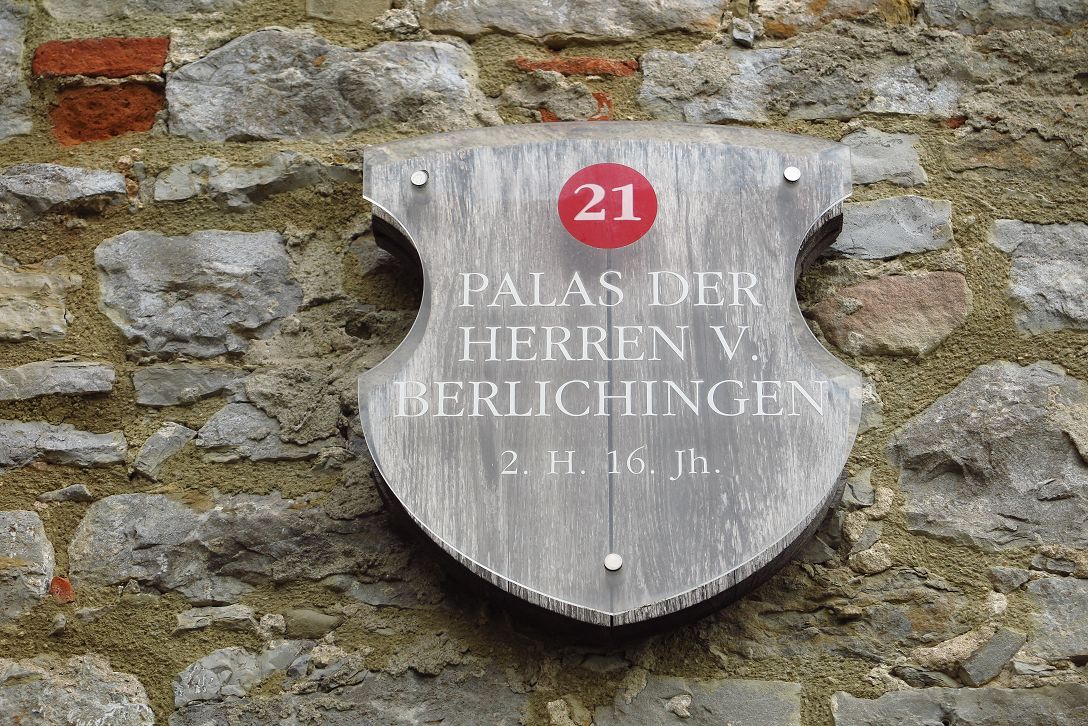 21
PALAS DER
HERREN V.
BERLICHINGEN
2. H. 16. Jh.